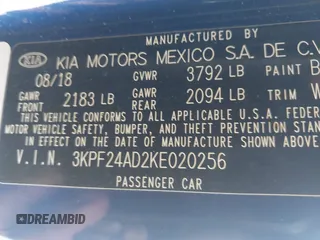 MANUFACTURED BY
KIA KIA MOTORS MEXICO S.A. DE C.V
08/18 GVWR 3792 LB PAINT B
GAWR FRONT 2183 LB GAWR REAR 2094 LB TRIM W
THIS VEHICLE CONFORMS TO ALL APPLICABLE U.S.A. FEDER
MOTOR VEHICLE SAFETY, BUMPER, AND THEFT PREVENTION STAN
IN EFFECT ON THE DATE OF MANUFACTURE SHOWN ABOVE.
V.I.N. 3KPF24AD2KE020256
PASSENGER CAR
DREAMBID